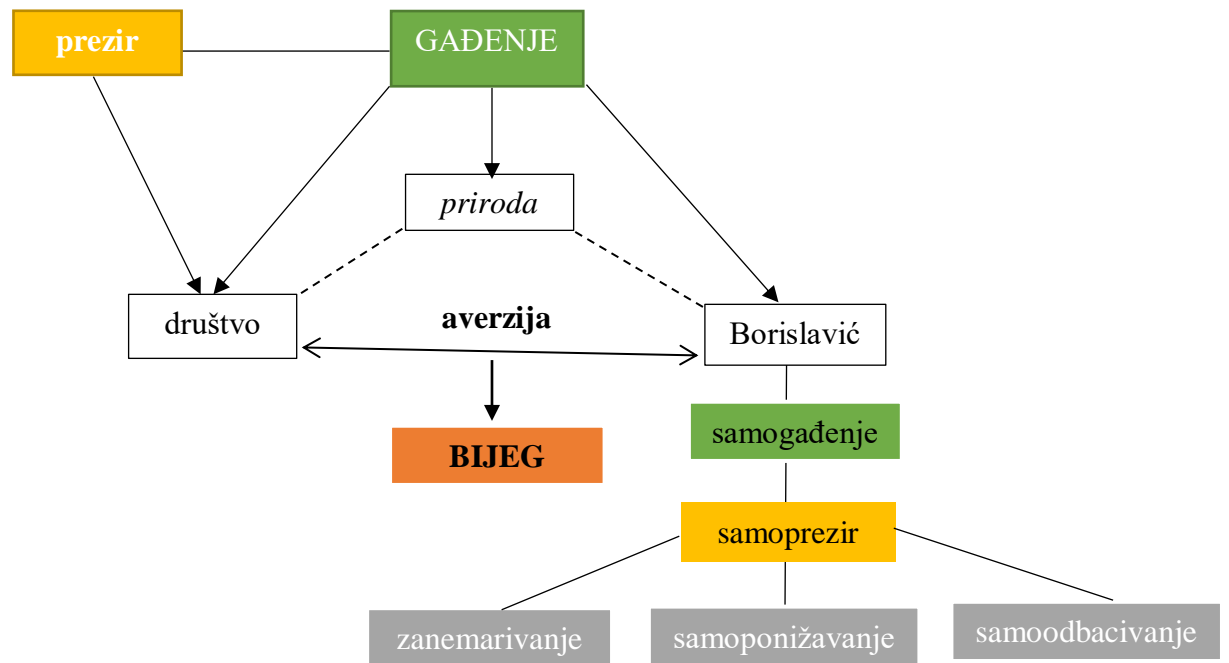 prezir
GAĐENJE
priroda
društvo
averzija
Borislavić
samogađenje
BIJEG
samoprezir
zanemarivanje
samoponižavanje
samoodbacivanje